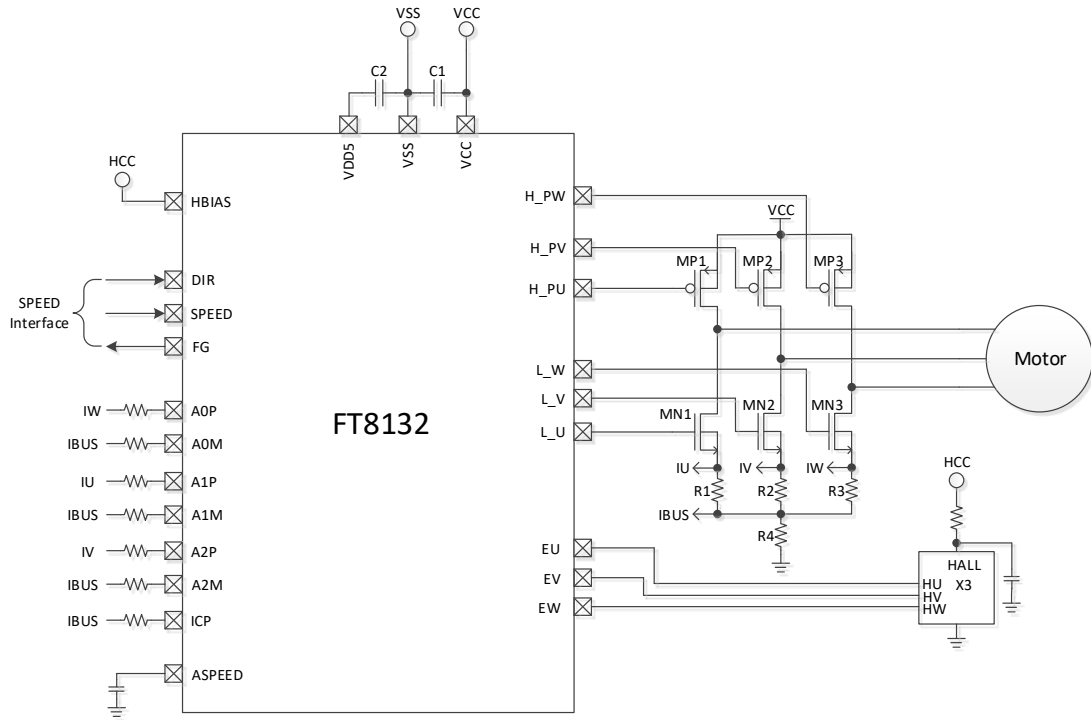 VSS VCC
C2 C1
VDD5 VSS VCC
HCC
HBIAS
H_PW
VCC
H_PV
MP1 MP2 MP3
DIR
H_PU
SPEED
Interface
SPEED
FG
Motor
L_W
IW A0P
L_V
FT8132
MN1 MN2 MN3
L_U
IBUS A0M
IU IV IW
HCC
IU A1P
R1 R2 R3
IBUS A1M
IBUS
R4
IV A2P
EU
HALL
IBUS A2M
EV
HU X3
HV
EW
HW
IBUS ICP
ASPEED